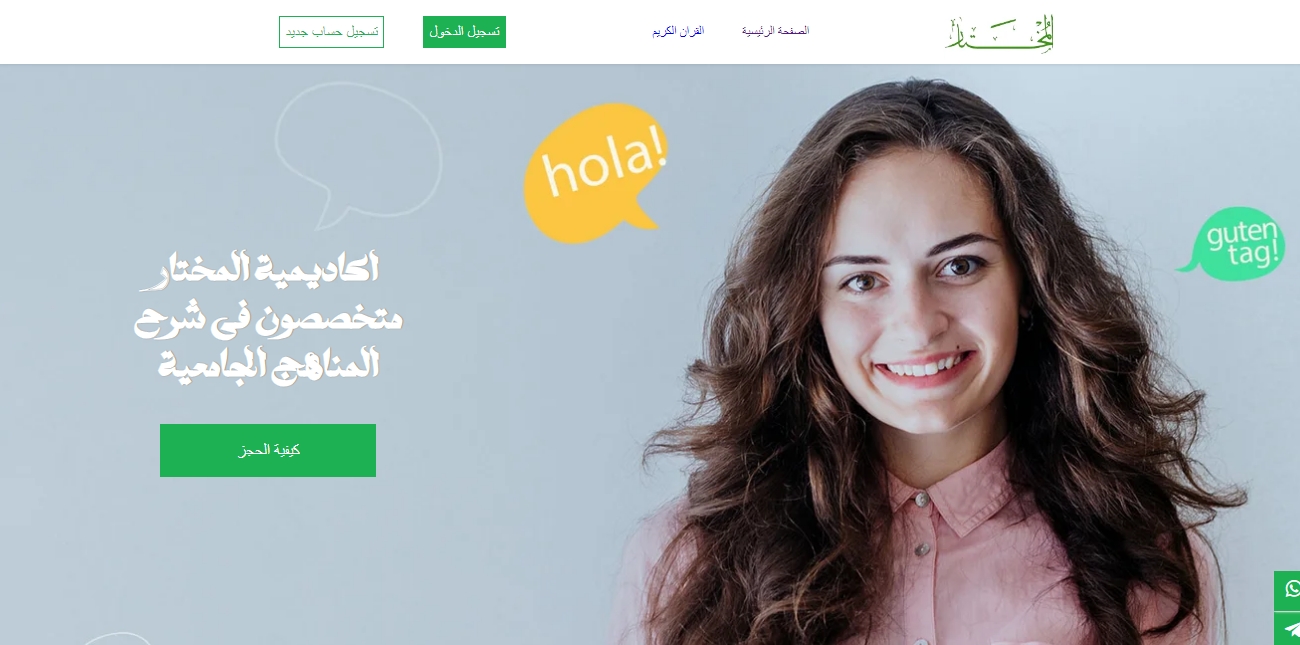 المختار
الصفحة الرئيسية
القران الكريم
تسجيل الدخول
تسجيل حساب جديد
hola!
guten
tag!
أكاديمية المختار
متخصصون فى شرح
المناهج الجامعية
كيفية الحجز